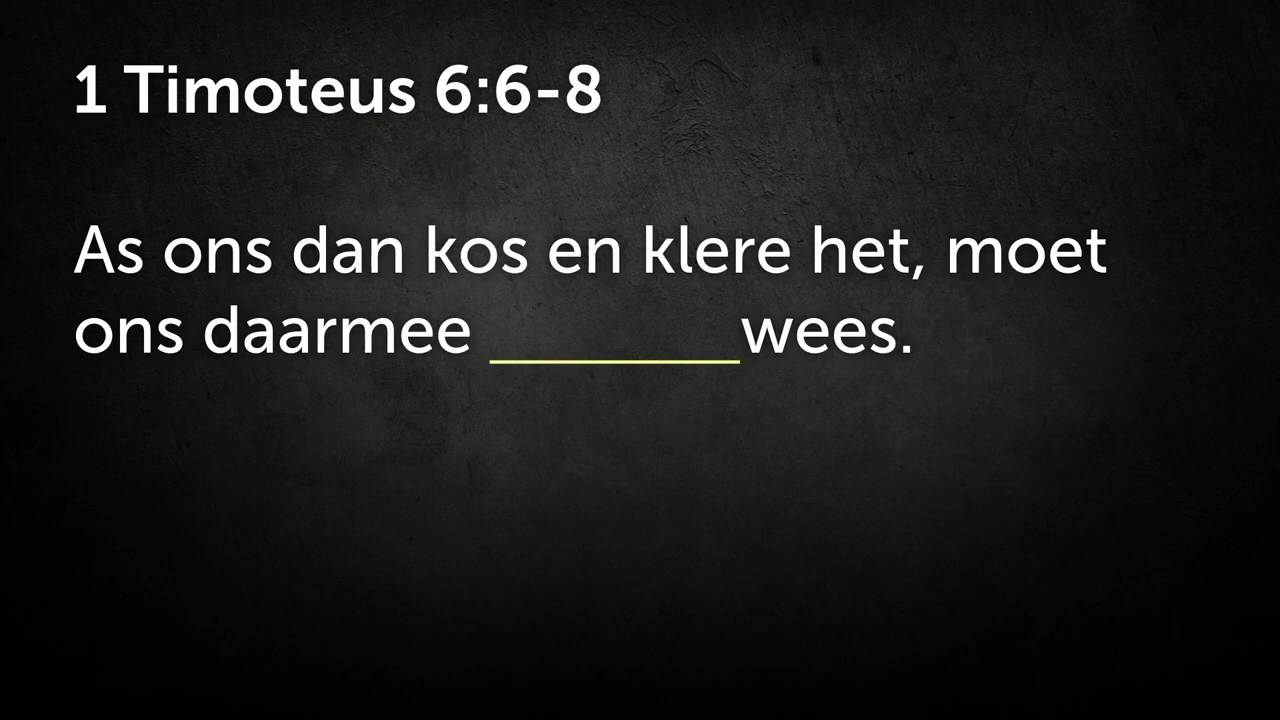 1 Timoteus 6:6-8
As ons dan kos en klere het, moet
ons daarmee ________wees.